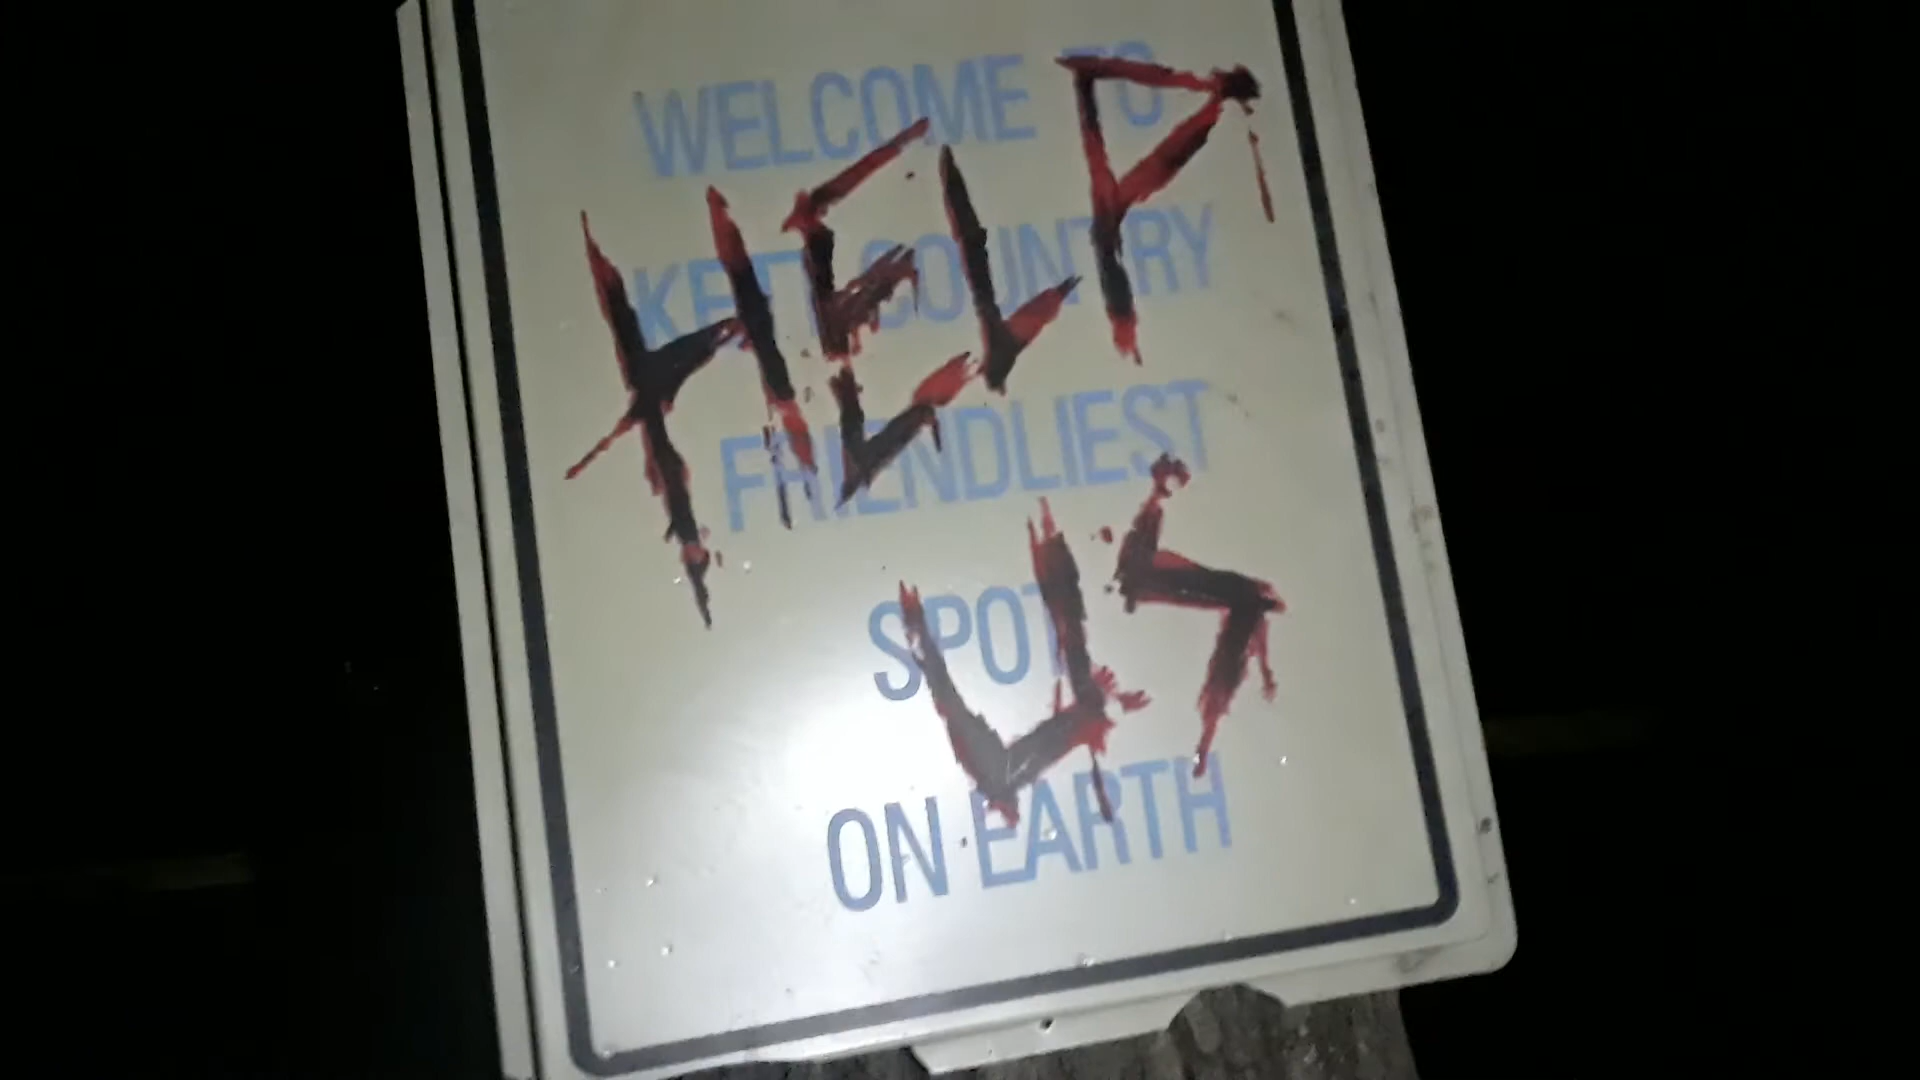 WELCOME TO
COUNTRY
FRIENDLIEST
SPOT
ON EARTH
HELP
US